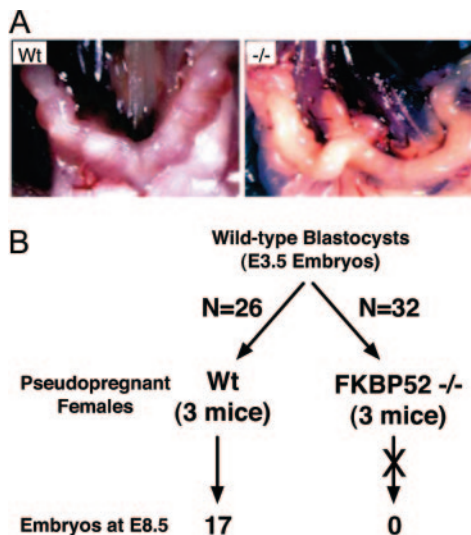 A
Wt
-/-
B
Wild-type Blastocysts
(E3.5 Embryos)
N=26
N=32
Pseudopregnant
Females
Wt
(3 mice)
FKBP52 -/-
(3 mice)
X
Embryos at E8.5
17
0